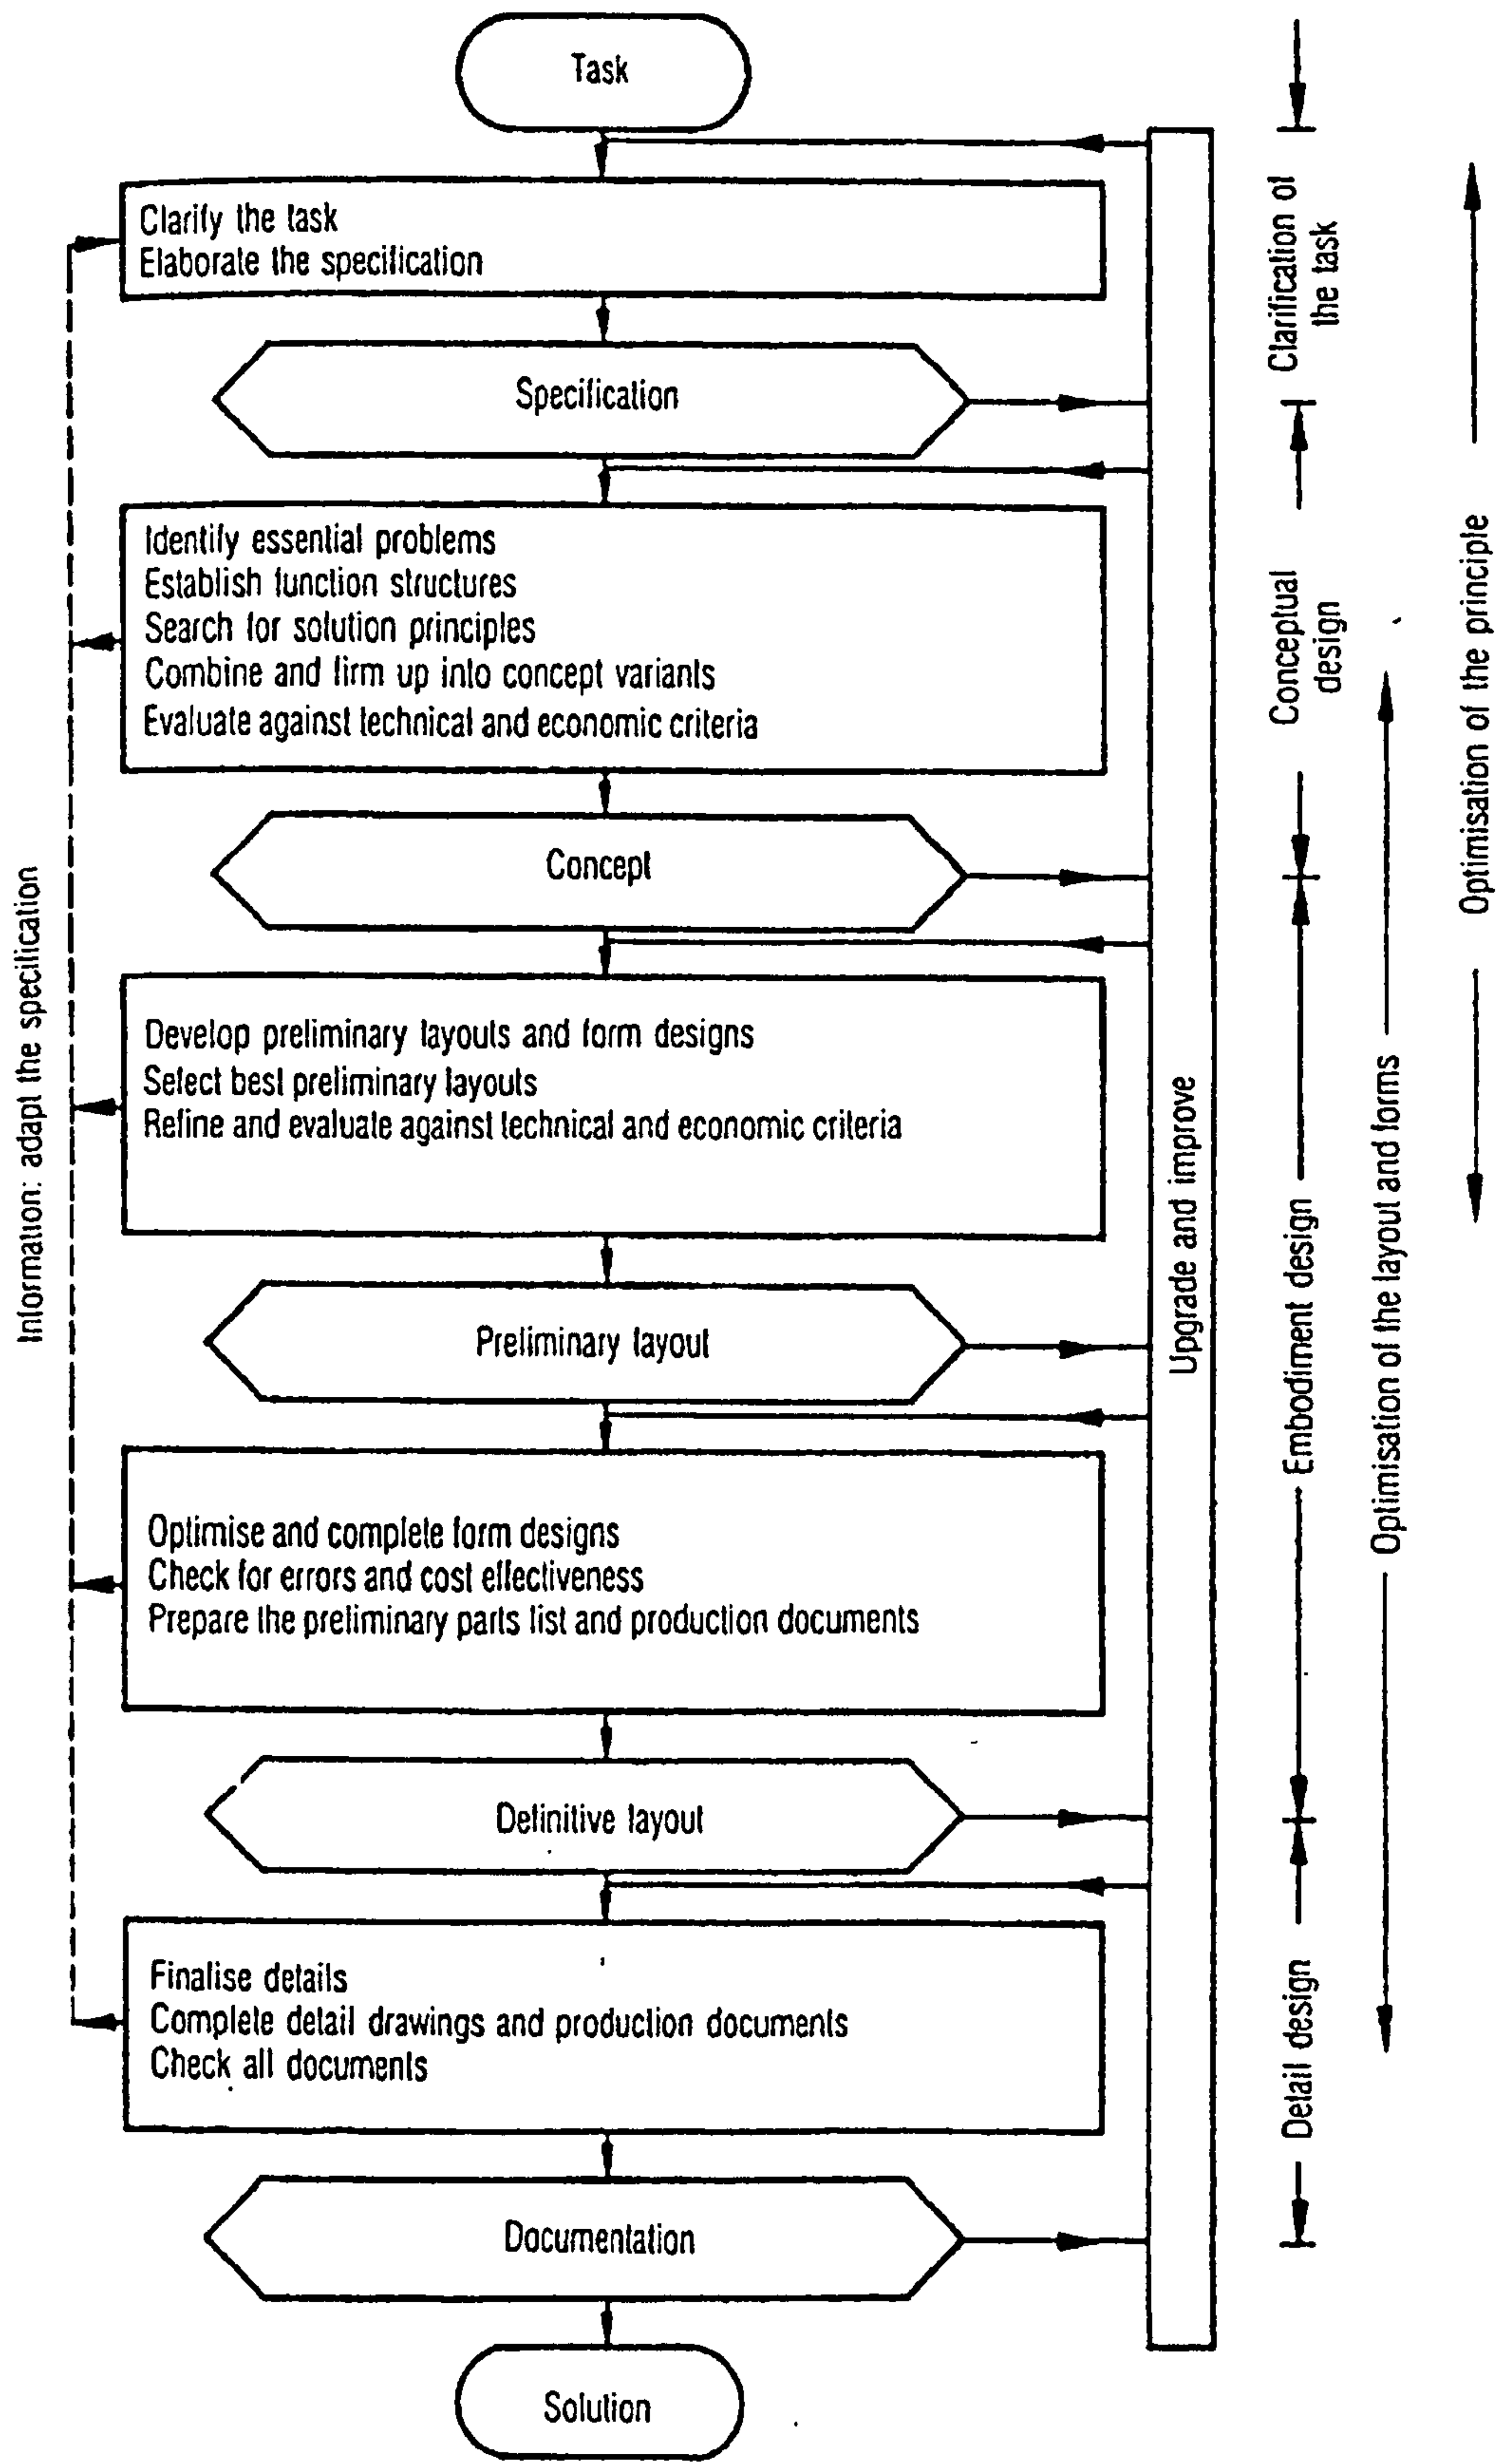 Task
Clarify the task
Elaborate the specification
Specification
Identify essential problems
Establish function structures
Search for solution principles
Combine and firm up into concept variants
Evaluate against technical and economic criteria
Concept
Develop preliminary layouts and form designs
Select best preliminary layouts
Refine and evaluate against technical and economic criteria
Preliminary layout
Optimise and complete form designs
Check for errors and cost effectiveness
Prepare the preliminary parts list and production documents
Definitive layout
Finalise details
Complete detail drawings and production documents
Check all documents
Documentation
Solution
Information: adapt the specification
Upgrade and improve
Clarification of
the task
Conceptual
design
Embodiment design
Detail design
Optimisation of the layout and forms
Optimisation of the principle